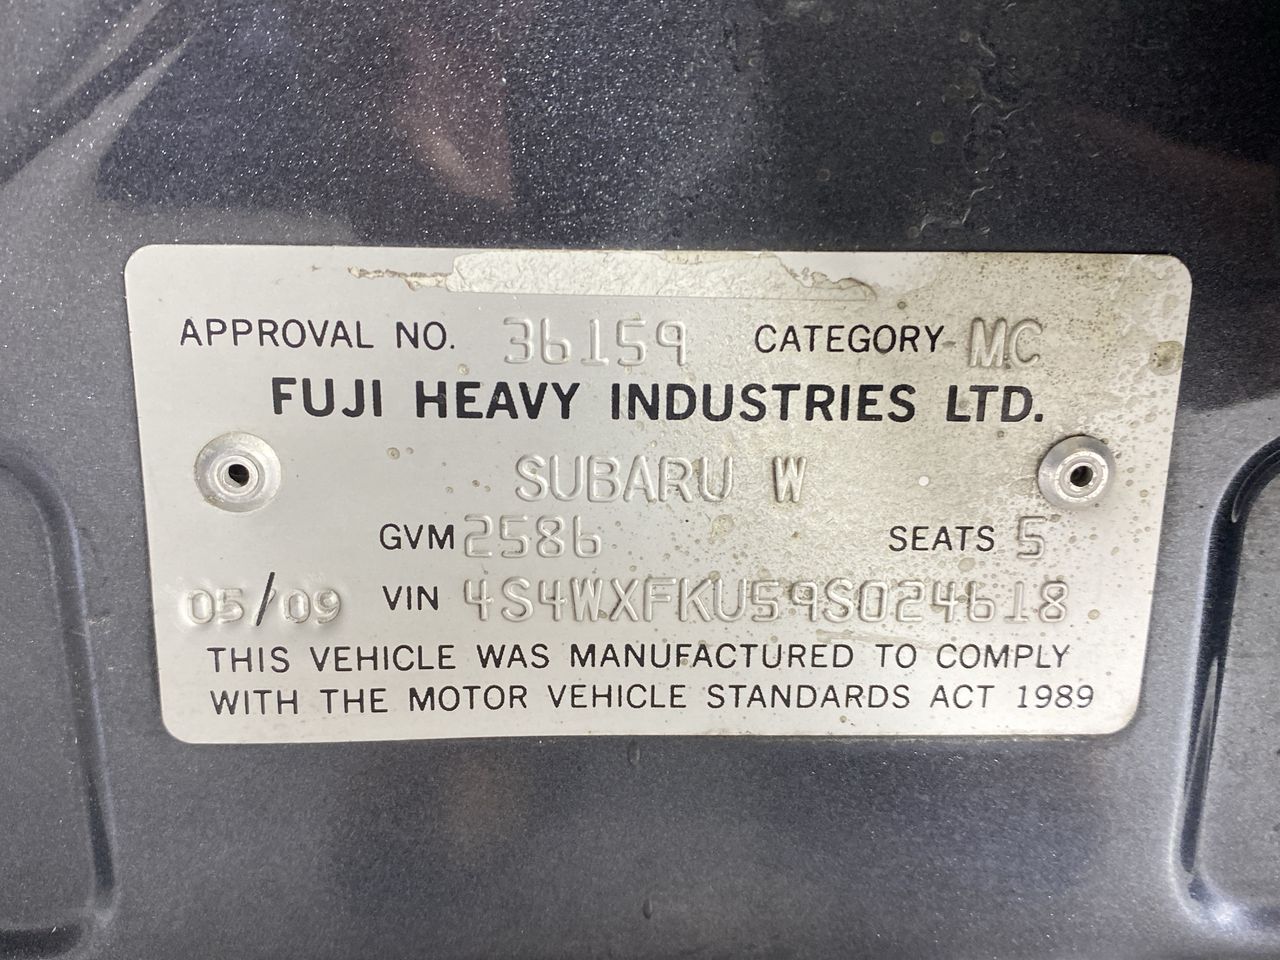 APPROVAL NO. 36159 CATEGORY MC
FUJI HEAVY INDUSTRIES LTD.
SUBARU W
GVM 2586 SEATS 5
05/09 VIN 4S4WXFKU59S024618
THIS VEHICLE WAS MANUFACTURED TO COMPLY
WITH THE MOTOR VEHICLE STANDARDS ACT 1989